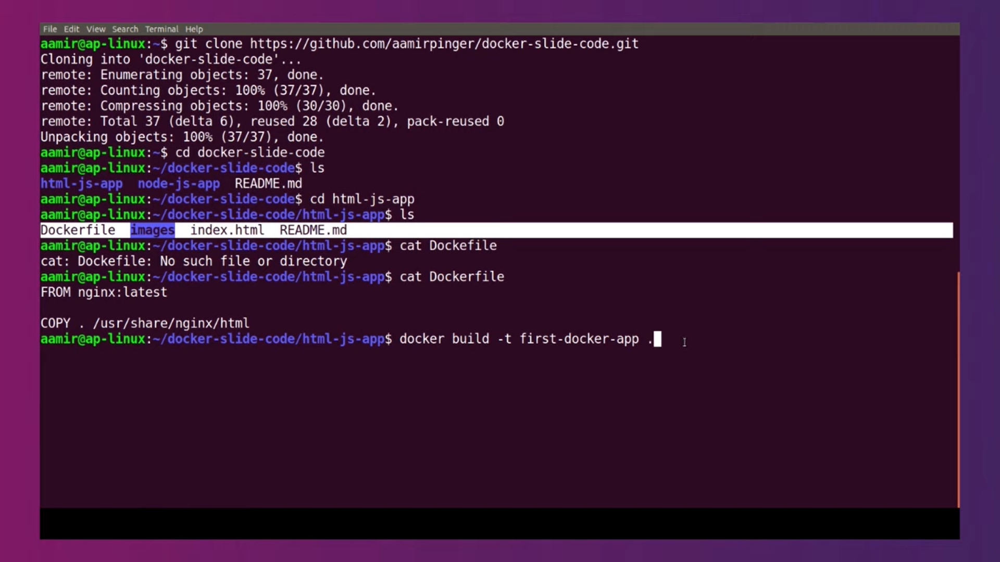 File Edit View Search Terminal Help
aamir@ap-linux:~$ git clone https://github.com/aamirpinger/docker-slide-code.git
Cloning into 'docker-slide-code'...
remote: Enumerating objects: 37, done.
remote: Counting objects: 100% (37/37), done.
remote: Compressing objects: 100% (30/30), done.
remote: Total 37 (delta 6), reused 28 (delta 2), pack-reused 0
Unpacking objects: 100% (37/37), done.
aamir@ap-linux:~$ cd docker-slide-code
aamir@ap-linux:~/docker-slide-code$ ls
html-js-app  node-js-app  README.md
aamir@ap-linux:~/docker-slide-code$ cd html-js-app
aamir@ap-linux:~/docker-slide-code/html-js-app$ ls
Dockerfile  images  index.html  README.md
aamir@ap-linux:~/docker-slide-code/html-js-app$ cat Dockefile
cat: Dockefile: No such file or directory
aamir@ap-linux:~/docker-slide-code/html-js-app$ cat Dockerfile
FROM nginx:latest
COPY . /usr/share/nginx/html
aamir@ap-linux:~/docker-slide-code/html-js-app$ docker build -t first-docker-app .